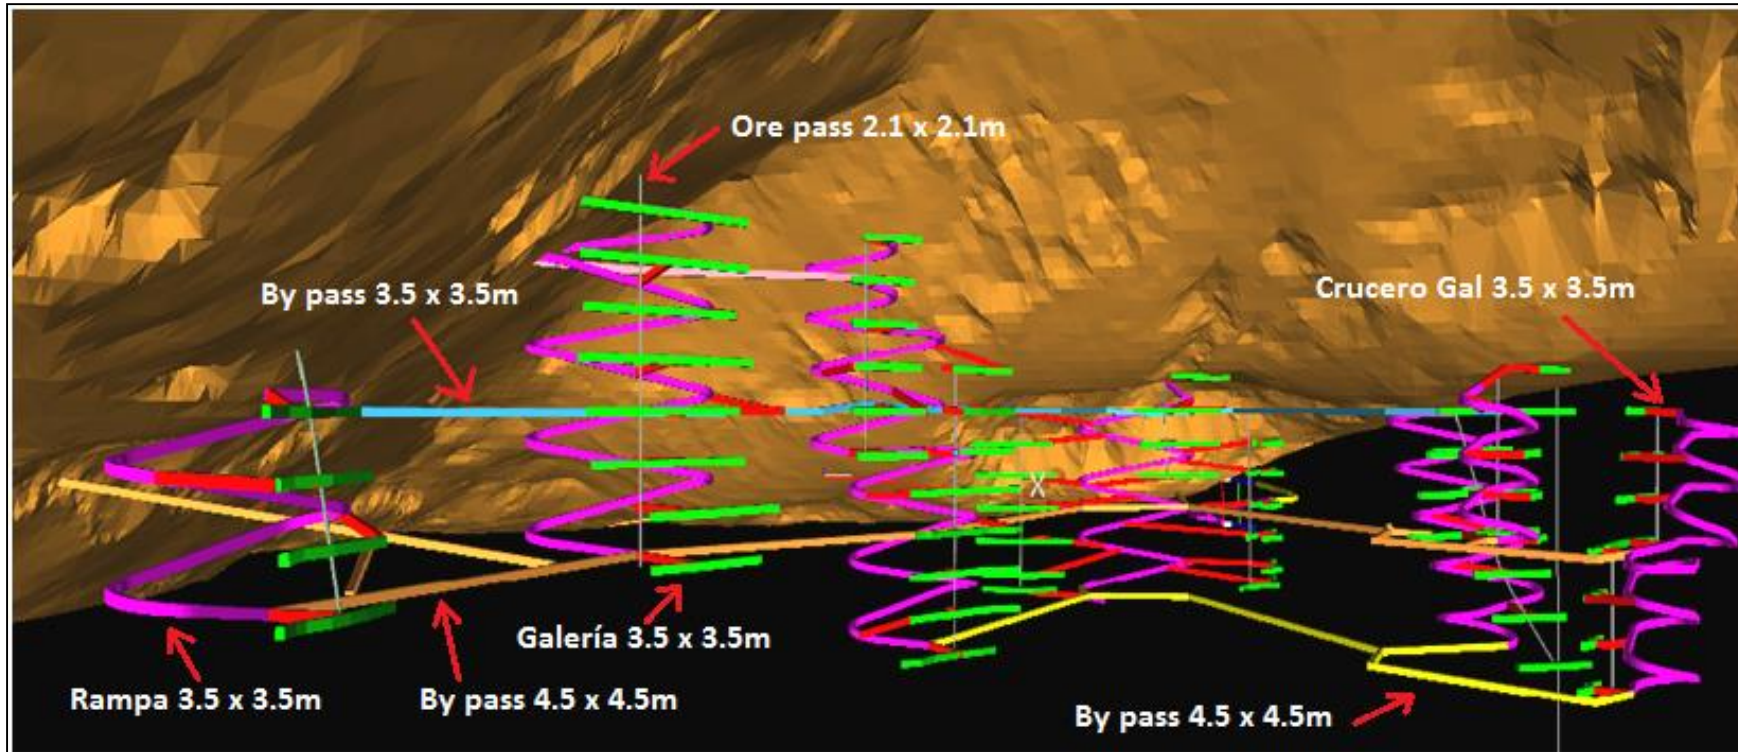 Ore pass 2.1 x 2.1m
By pass 3.5 x 3.5m
Crucero Gal 3.5 x 3.5m
X
Galería 3.5 x 3.5m
Rampa 3.5 x 3.5m
By pass 4.5 x 4.5m
By pass 4.5 x 4.5m